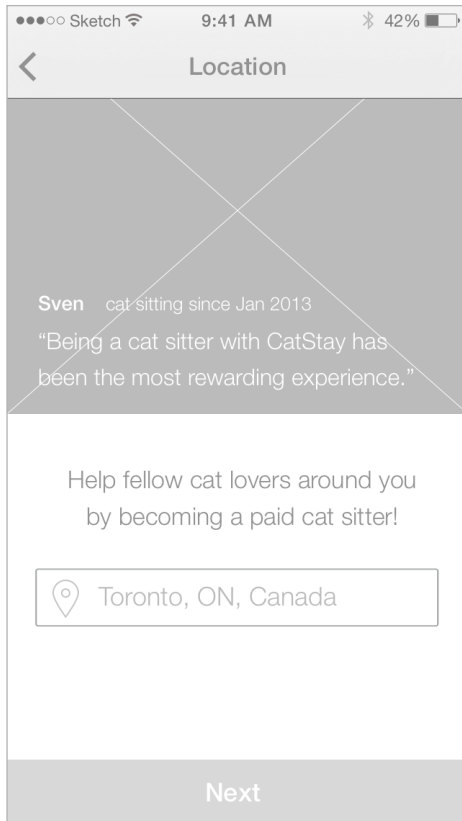 Sketch 9:41 AM 42%
Location
Sven cat sitting since Jan 2013
“Being a cat sitter with CatStay has
been the most rewarding experience.”
Help fellow cat lovers around you
by becoming a paid cat sitter!
Toronto, ON, Canada
Next